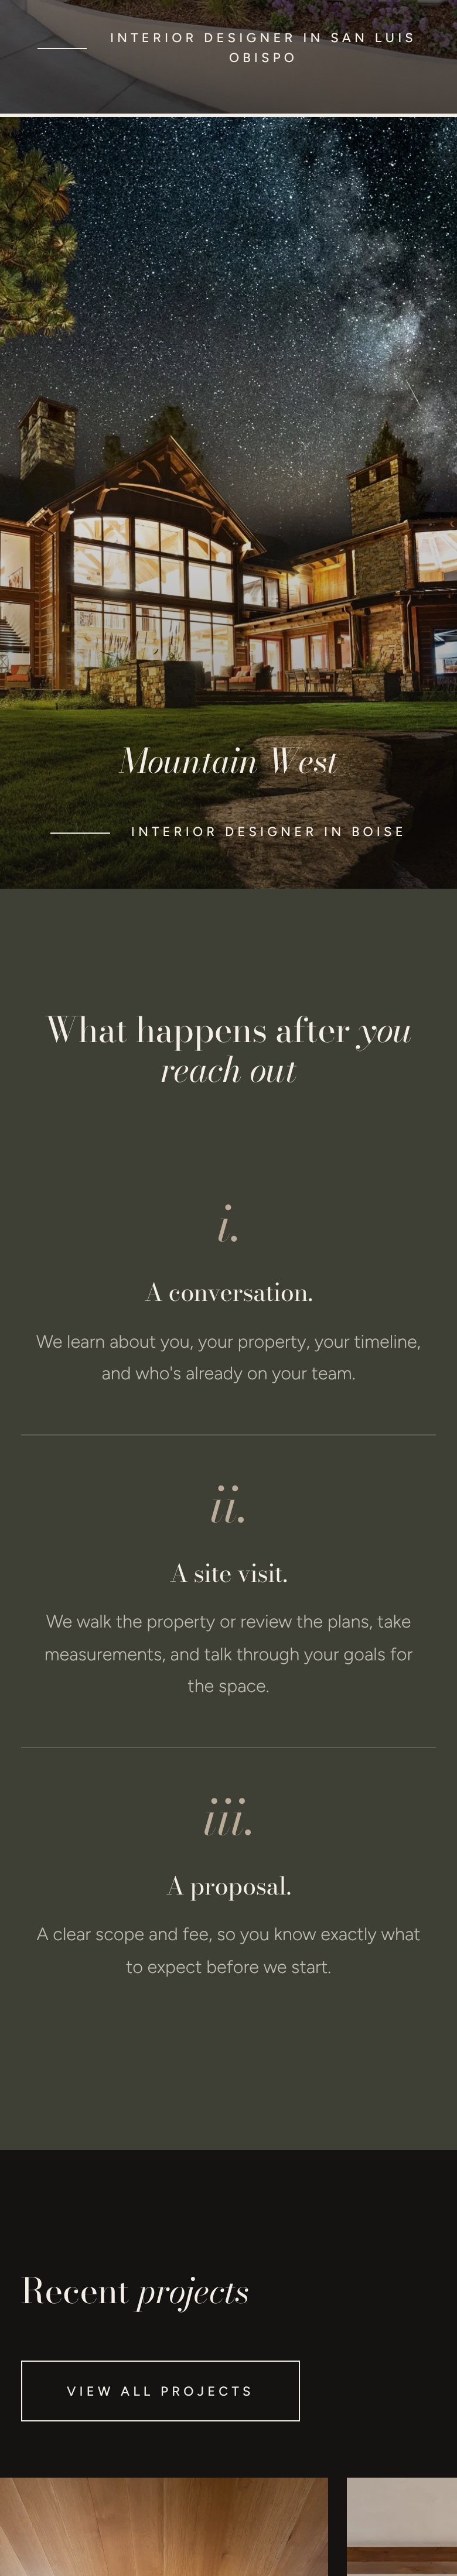 INTERIOR DESIGNER IN SAN LUIS
OBISPO
Mountain West
INTERIOR DESIGNER IN BOISE
What happens after you
reach out
i.
A conversation.
We learn about you, your property, your timeline,
and who's already on your team.
ii.
A site visit.
We walk the property or review the plans, take
measurements, and talk through your goals for
the space.
iii.
A proposal.
A clear scope and fee, so you know exactly what
to expect before we start.
Recent projects
VIEW ALL PROJECTS